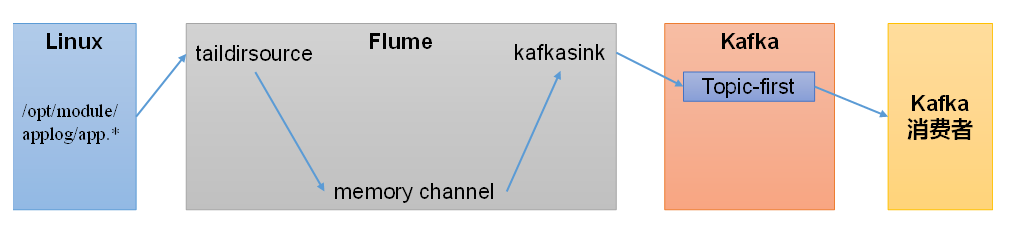 Linux
/opt/module/
applog/app.*
Flume
taildirsource
kafkasink
memory channel
Kafka
Topic-first
Kafka
消费者